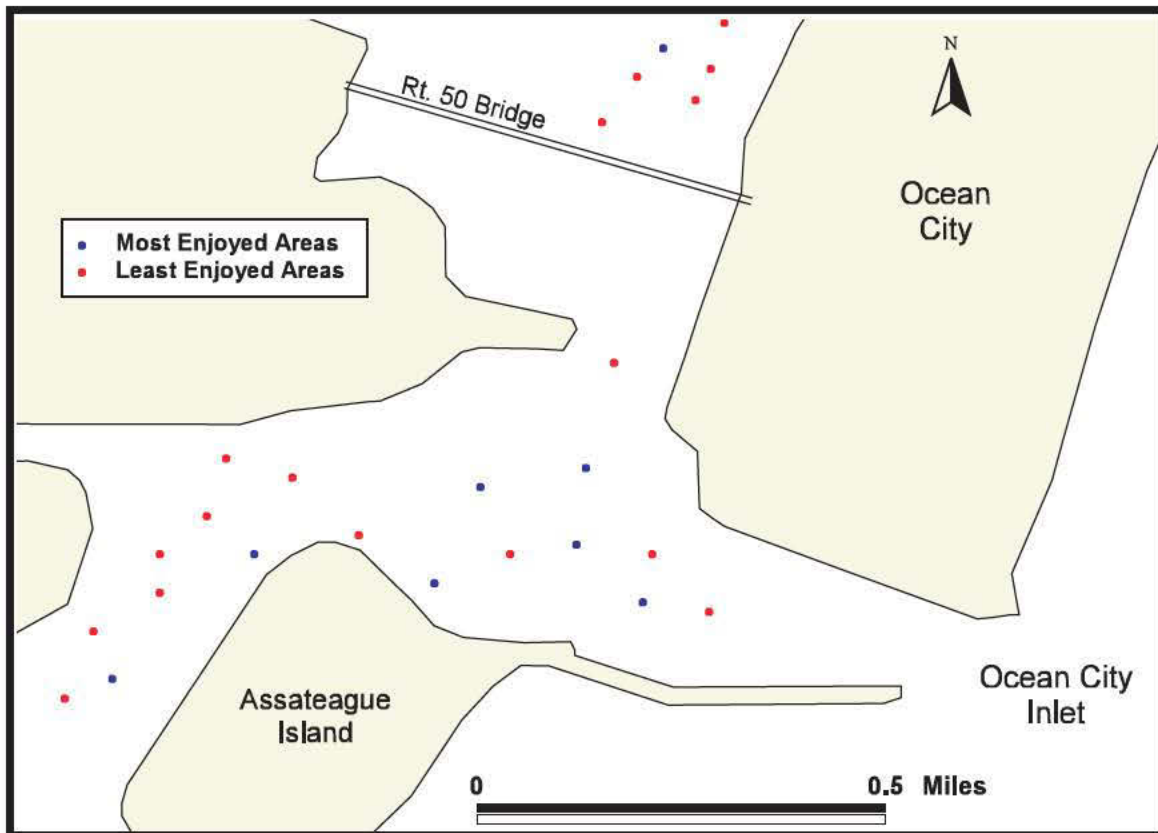 Rt. 50 Bridge
N
Ocean
City
Most Enjoyed Areas
Least Enjoyed Areas
Assateague
Island
Ocean City
Inlet
0 0.5 Miles